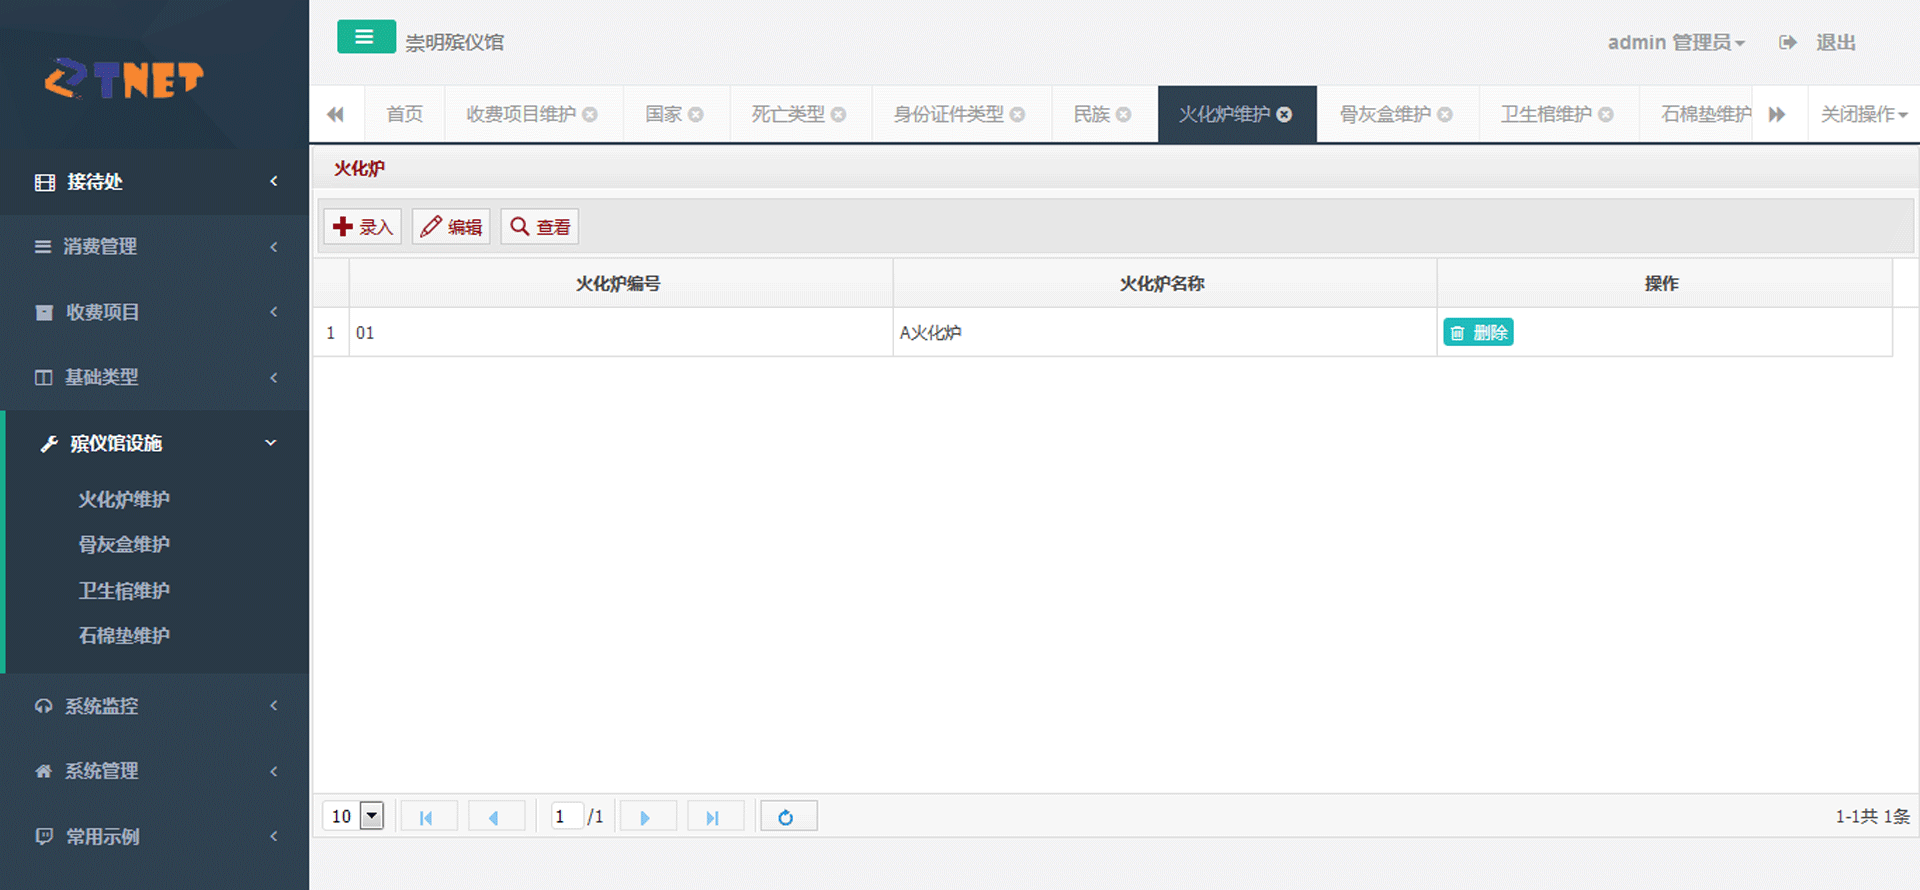 崇明殡仪馆
admin 管理员
退出
ZTNET
首页
收费项目维护
国家
死亡类型
身份证件类型
民族
火化炉维护
骨灰盒维护
卫生棺维护
石棉垫维护
关闭操作
接待处
消费管理
收费项目
基础类型
殡仪馆设施
火化炉维护
骨灰盒维护
卫生棺维护
石棉垫维护
系统监控
系统管理
常用示例
火化炉
录入
编辑
查看
火化炉编号 火化炉名称 操作
1 01 A火化炉 删除
10 1 /1 1-1共 1条